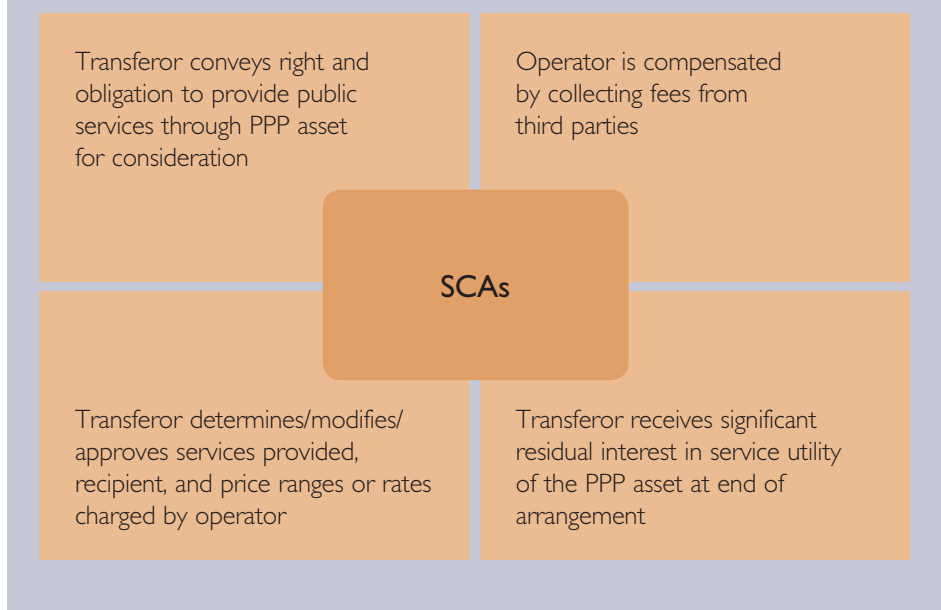 Transferor conveys right and
obligation to provide public
services through PPP asset
for consideration
Operator is compensated
by collecting fees from
third parties
SCAs
Transferor determines/modifies/
approves services provided,
recipient, and price ranges or rates
charged by operator
Transferor receives significant
residual interest in service utility
of the PPP asset at end of
arrangement